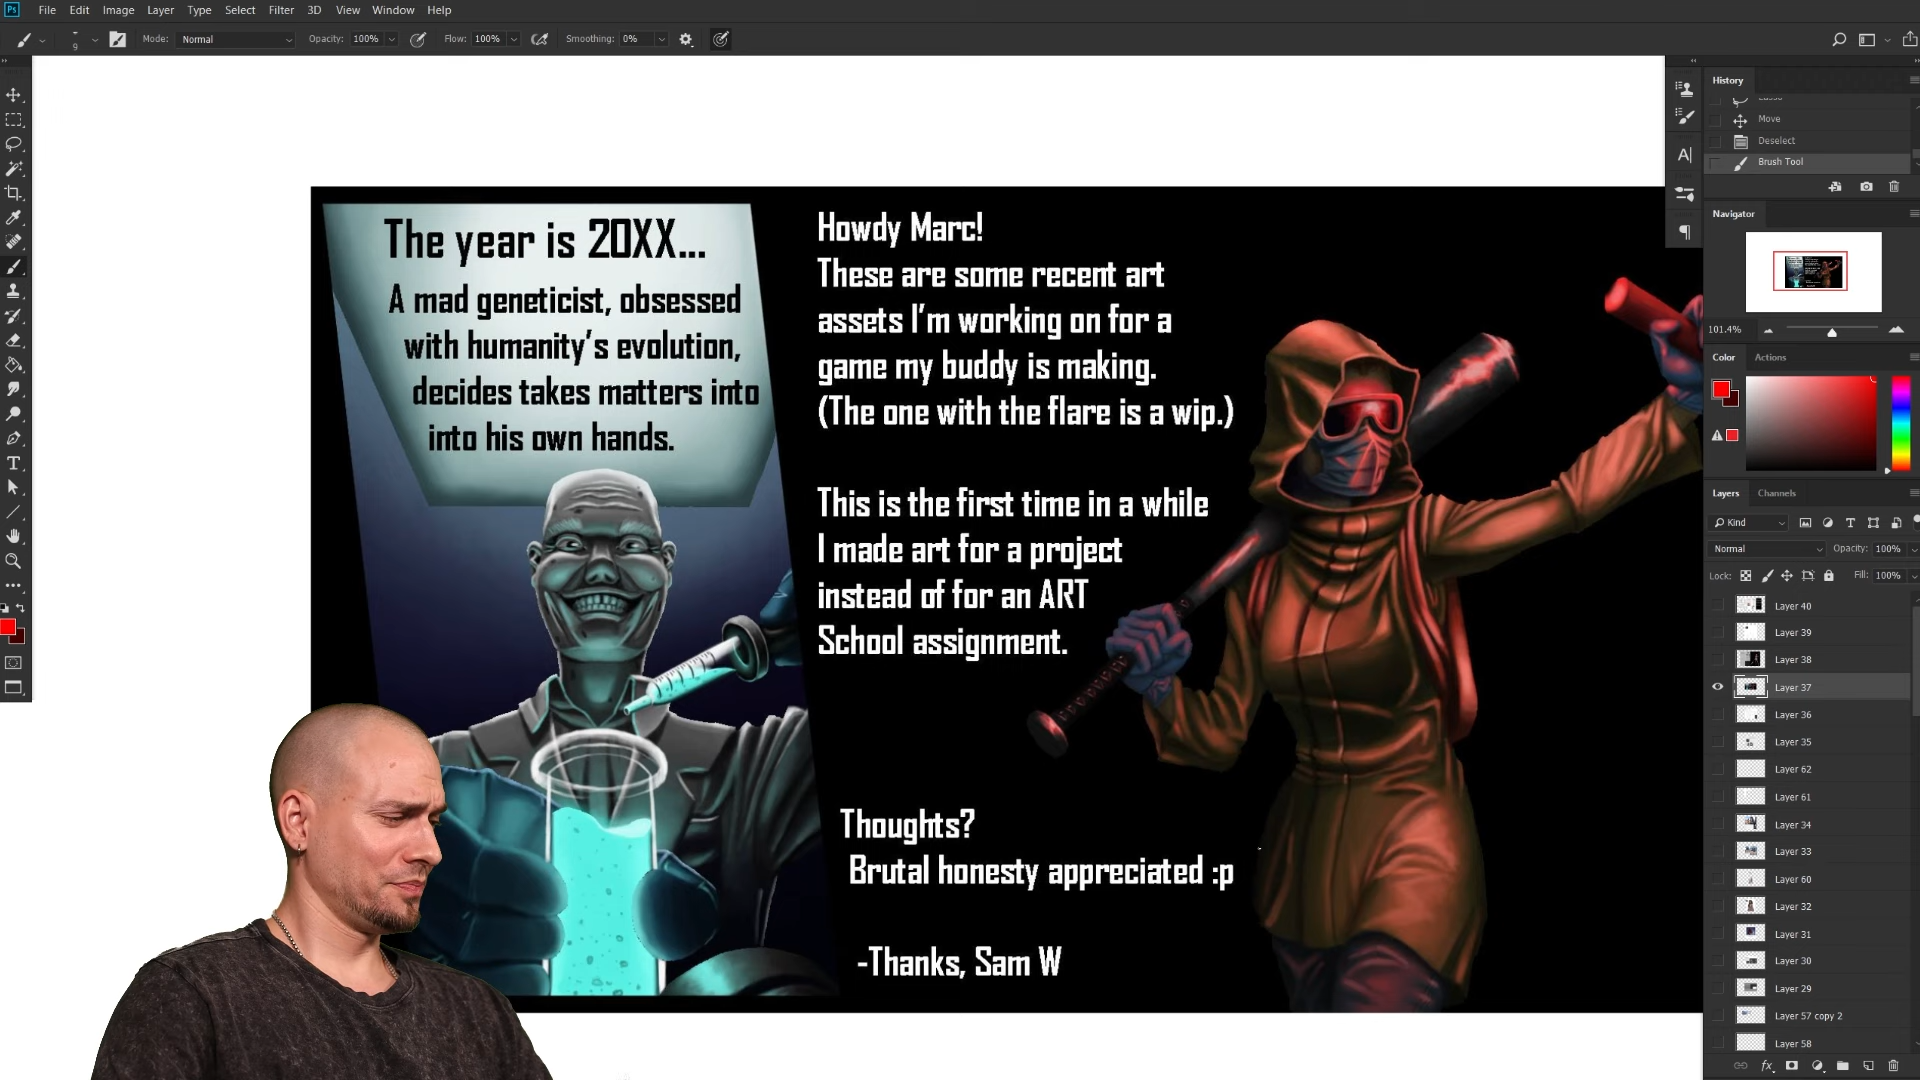 Ps File Edit Image Layer Type Select Filter 3D View Window Help
9 Mode: Normal Opacity: 100% Flow: 100% Smoothing: 0%
The year is 20XX...
A mad geneticist, obsessed
with humanity's evolution,
decides takes matters into
into his own hands.
Howdy Marc!
These are some recent art
assets I'm working on for a
game my buddy is making.
(The one with the flare is a wip.)
This is the first time in a while
I made art for a project
instead of for an ART
School assignment.
Thoughts?
Brutal honesty appreciated :p
-Thanks, Sam W
History
Lasso
Move
Deselect
Brush Tool
Navigator
101.4%
Color Actions
Layers Channels
Kind
Normal Opacity: 100%
Lock: Fill: 100%
Layer 40
Layer 39
Layer 38
Layer 37
Layer 36
Layer 35
Layer 62
Layer 61
Layer 34
Layer 33
Layer 60
Layer 32
Layer 31
Layer 30
Layer 29
Layer 57 copy 2
Layer 58
fx